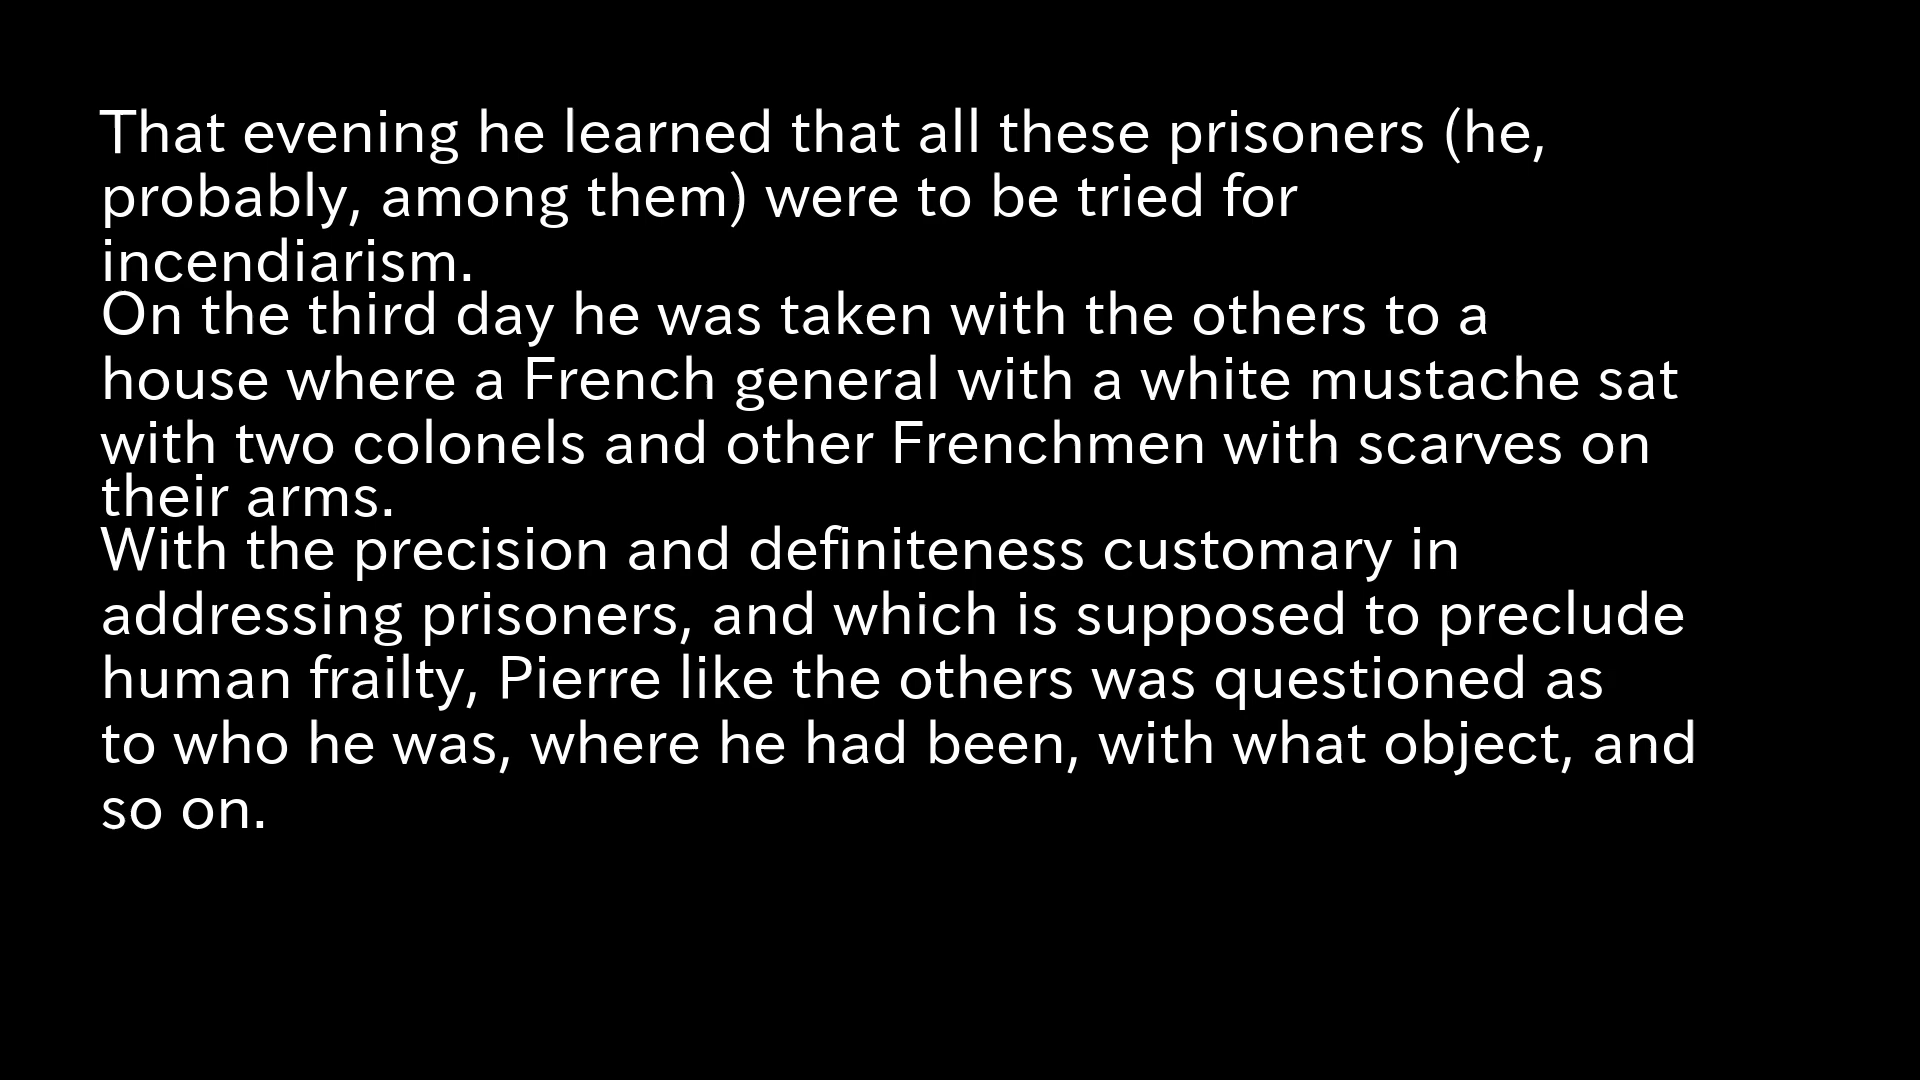 That evening he learned that all these prisoners (he,
probably, among them) were to be tried for
incendiarism.
On the third day he was taken with the others to a
house where a French general with a white mustache sat
with two colonels and other Frenchmen with scarves on
their arms.
With the precision and definiteness customary in
addressing prisoners, and which is supposed to preclude
human frailty, Pierre like the others was questioned as
to who he was, where he had been, with what object, and
so on.